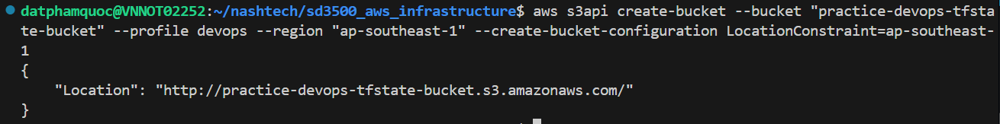 datphamquoc@VNNOT02252:~/nashtech/sd3500_aws_infrastructure$ aws s3api create-bucket --bucket "practice-devops-tfsta
te-bucket" --profile devops --region "ap-southeast-1" --create-bucket-configuration LocationConstraint=ap-southeast-
1
{
    "Location": "http://practice-devops-tfstate-bucket.s3.amazonaws.com/"
}